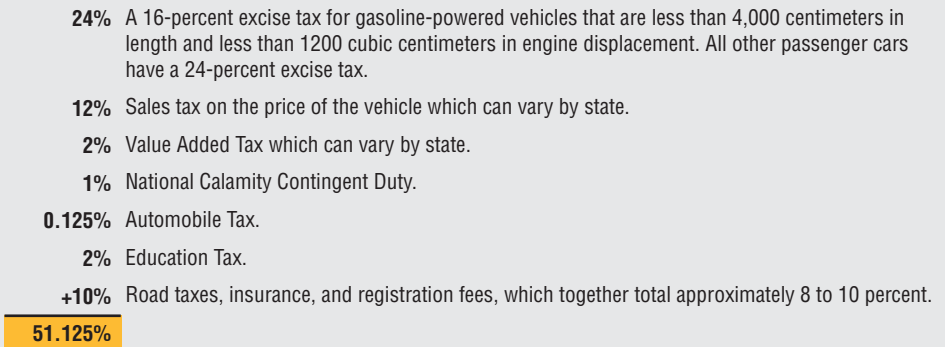 24% A 16-percent excise tax for gasoline-powered vehicles that are less than 4,000 centimeters in
length and less than 1200 cubic centimeters in engine displacement. All other passenger cars
have a 24-percent excise tax.
12% Sales tax on the price of the vehicle which can vary by state.
2% Value Added Tax which can vary by state.
1% National Calamity Contingent Duty.
0.125% Automobile Tax.
2% Education Tax.
+10% Road taxes, insurance, and registration fees, which together total approximately 8 to 10 percent.
51.125%